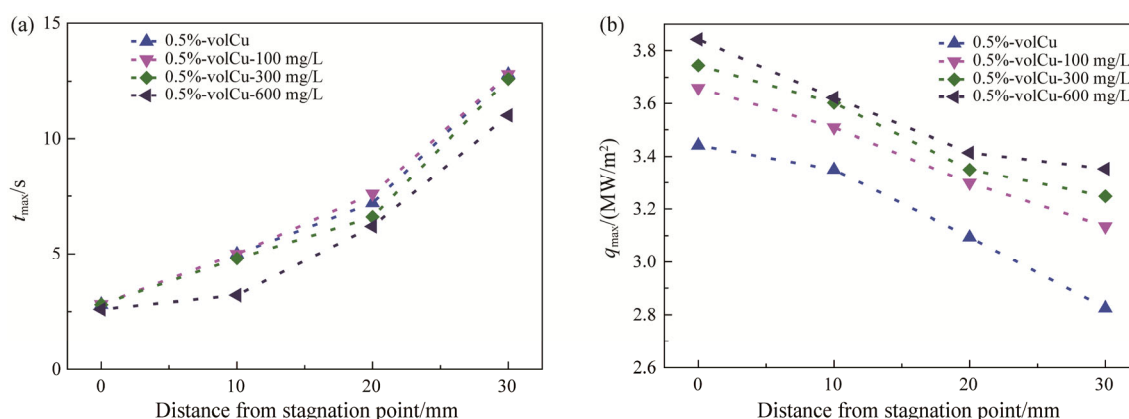 (a)
15
10
5
0
t_max/s
0.5%-volCu
0.5%-volCu-100 mg/L
0.5%-volCu-300 mg/L
0.5%-volCu-600 mg/L
0 10 20 30
Distance from stagnation point/mm
(b)
3.8
3.6
3.4
3.2
3.0
2.8
2.6
q_max/(MW/m²)
0.5%-volCu
0.5%-volCu-100 mg/L
0.5%-volCu-300 mg/L
0.5%-volCu-600 mg/L
0 10 20 30
Distance from stagnation point/mm